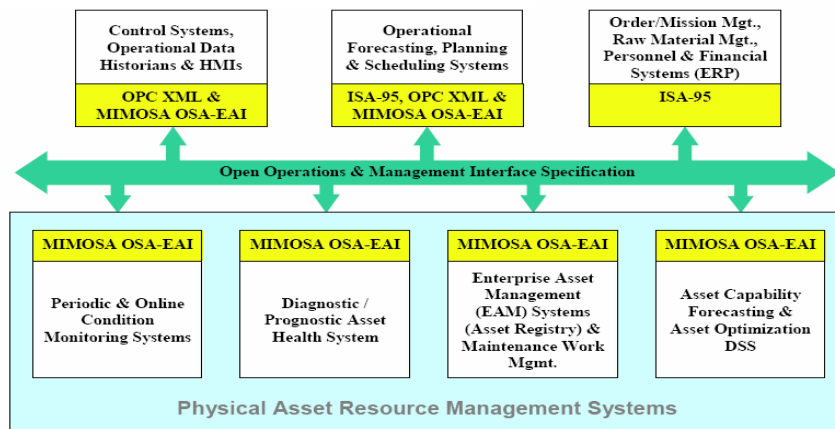 Control Systems,
Operational Data
Historians & HMIs
OPC XML &
MIMOSA OSA-EAI
Operational
Forecasting, Planning
& Scheduling Systems
ISA-95, OPC XML &
MIMOSA OSA-EAI
Order/Mission Mgt.,
Raw Material Mgt.,
Personnel & Financial
Systems (ERP)
ISA-95
Open Operations & Management Interface Specification
MIMOSA OSA-EAI
Periodic & Online
Condition
Monitoring Systems
MIMOSA OSA-EAI
Diagnostic /
Prognostic Asset
Health System
MIMOSA OSA-EAI
Enterprise Asset
Management
(EAM) Systems
(Asset Registry) &
Maintenance Work
Mgmt.
MIMOSA OSA-EAI
Asset Capability
Forecasting &
Asset Optimization
DSS
Physical Asset Resource Management Systems